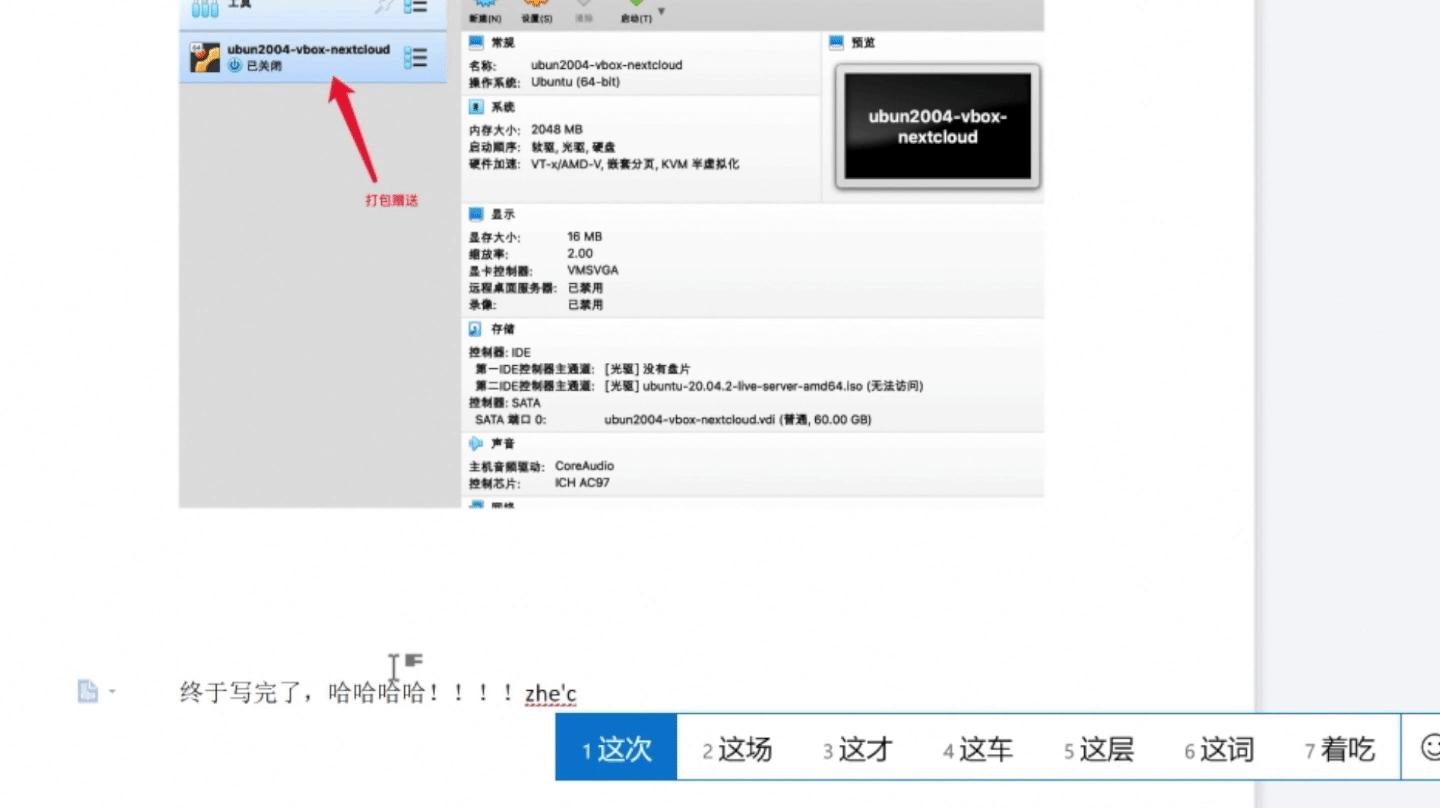 工具
新建(N) 设置(S) 清除 启动(T)
ubun2004-vbox-nextcloud
已关闭
打包赠送
常规
名称: ubun2004-vbox-nextcloud
操作系统: Ubuntu (64-bit)
系统
内存大小: 2048 MB
启动顺序: 软驱, 光驱, 硬盘
硬件加速: VT-x/AMD-V, 嵌套分页, KVM 半虚拟化
预览
ubun2004-vbox-
nextcloud
显示
显存大小: 16 MB
缩放率: 2.00
显卡控制器: VMSVGA
远程桌面服务器: 已禁用
录像: 已禁用
存储
控制器: IDE
第一IDE控制器主通道: [光驱] 没有盘片
第二IDE控制器主通道: [光驱] ubuntu-20.04.2-live-server-amd64.iso (无法访问)
控制器: SATA
SATA 端口 0: ubun2004-vbox-nextcloud.vdi (普通, 60.00 GB)
声音
主机音频驱动: CoreAudio
控制芯片: ICH AC97
网络
终于写完了，哈哈哈哈！！！！zhe'c
1 这次 2 这场 3 这才 4 这车 5 这层 6 这词 7 着吃